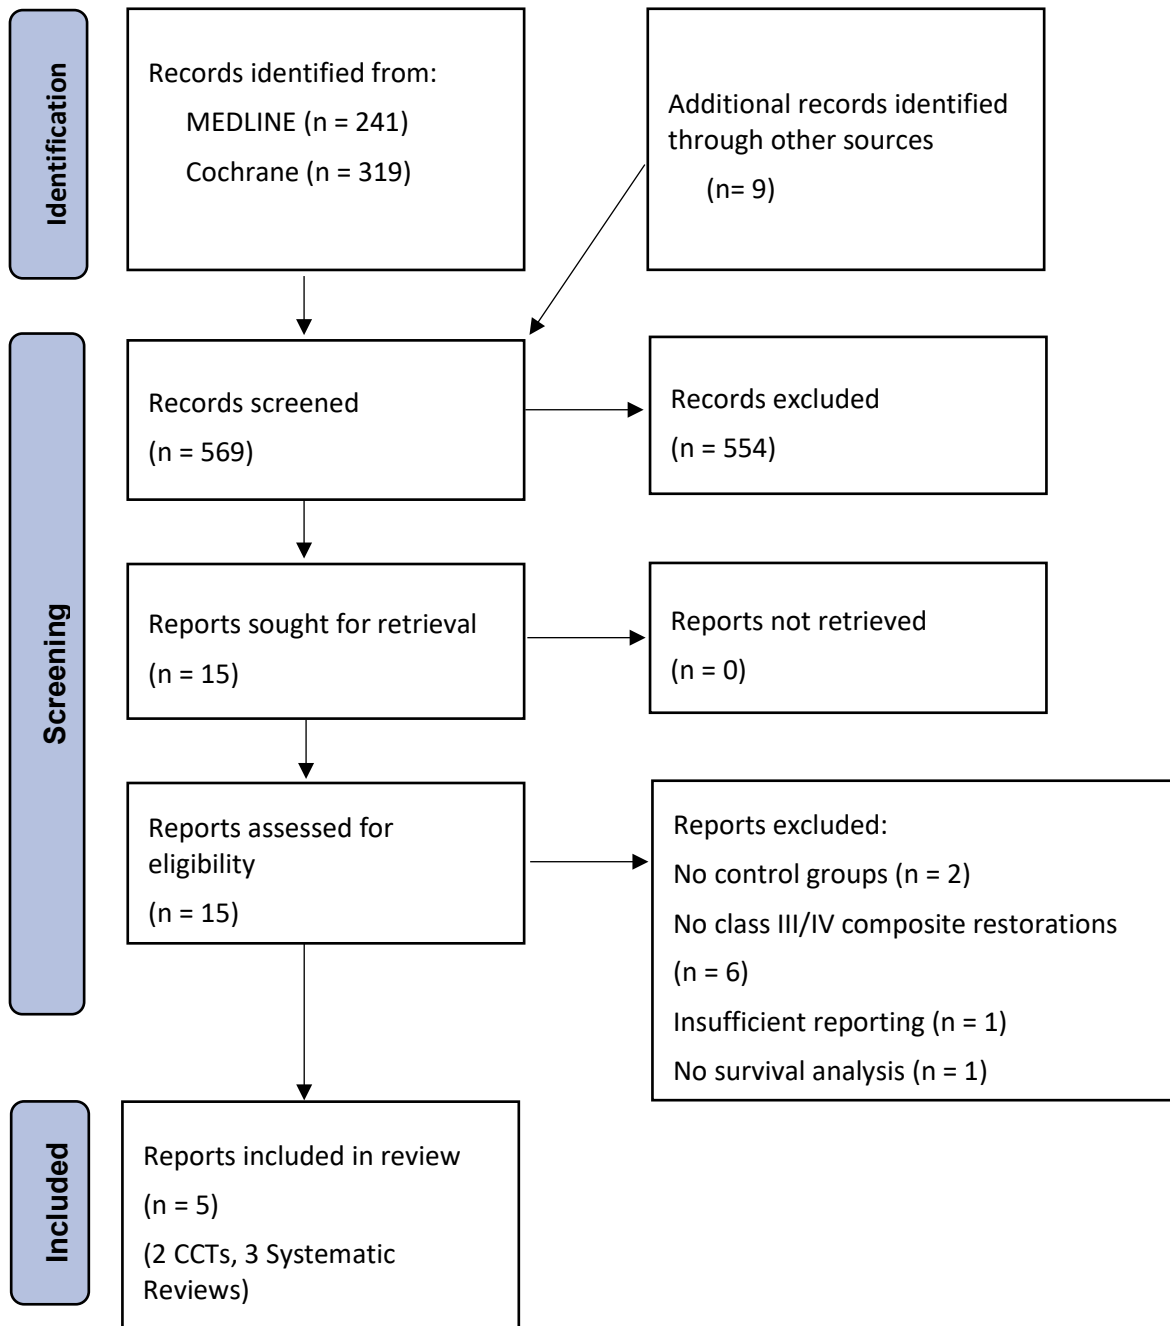 Identification
Records identified from:
MEDLINE (n = 241)
Cochrane (n = 319)
Additional records identified
through other sources
(n= 9)
Screening
Records screened
(n = 569)
Records excluded
(n = 554)
Reports sought for retrieval
(n = 15)
Reports not retrieved
(n = 0)
Reports assessed for
eligibility
(n = 15)
Reports excluded:
No control groups (n = 2)
No class III/IV composite restorations
(n = 6)
Insufficient reporting (n = 1)
No survival analysis (n = 1)
Included
Reports included in review
(n = 5)
(2 CCTs, 3 Systematic
Reviews)